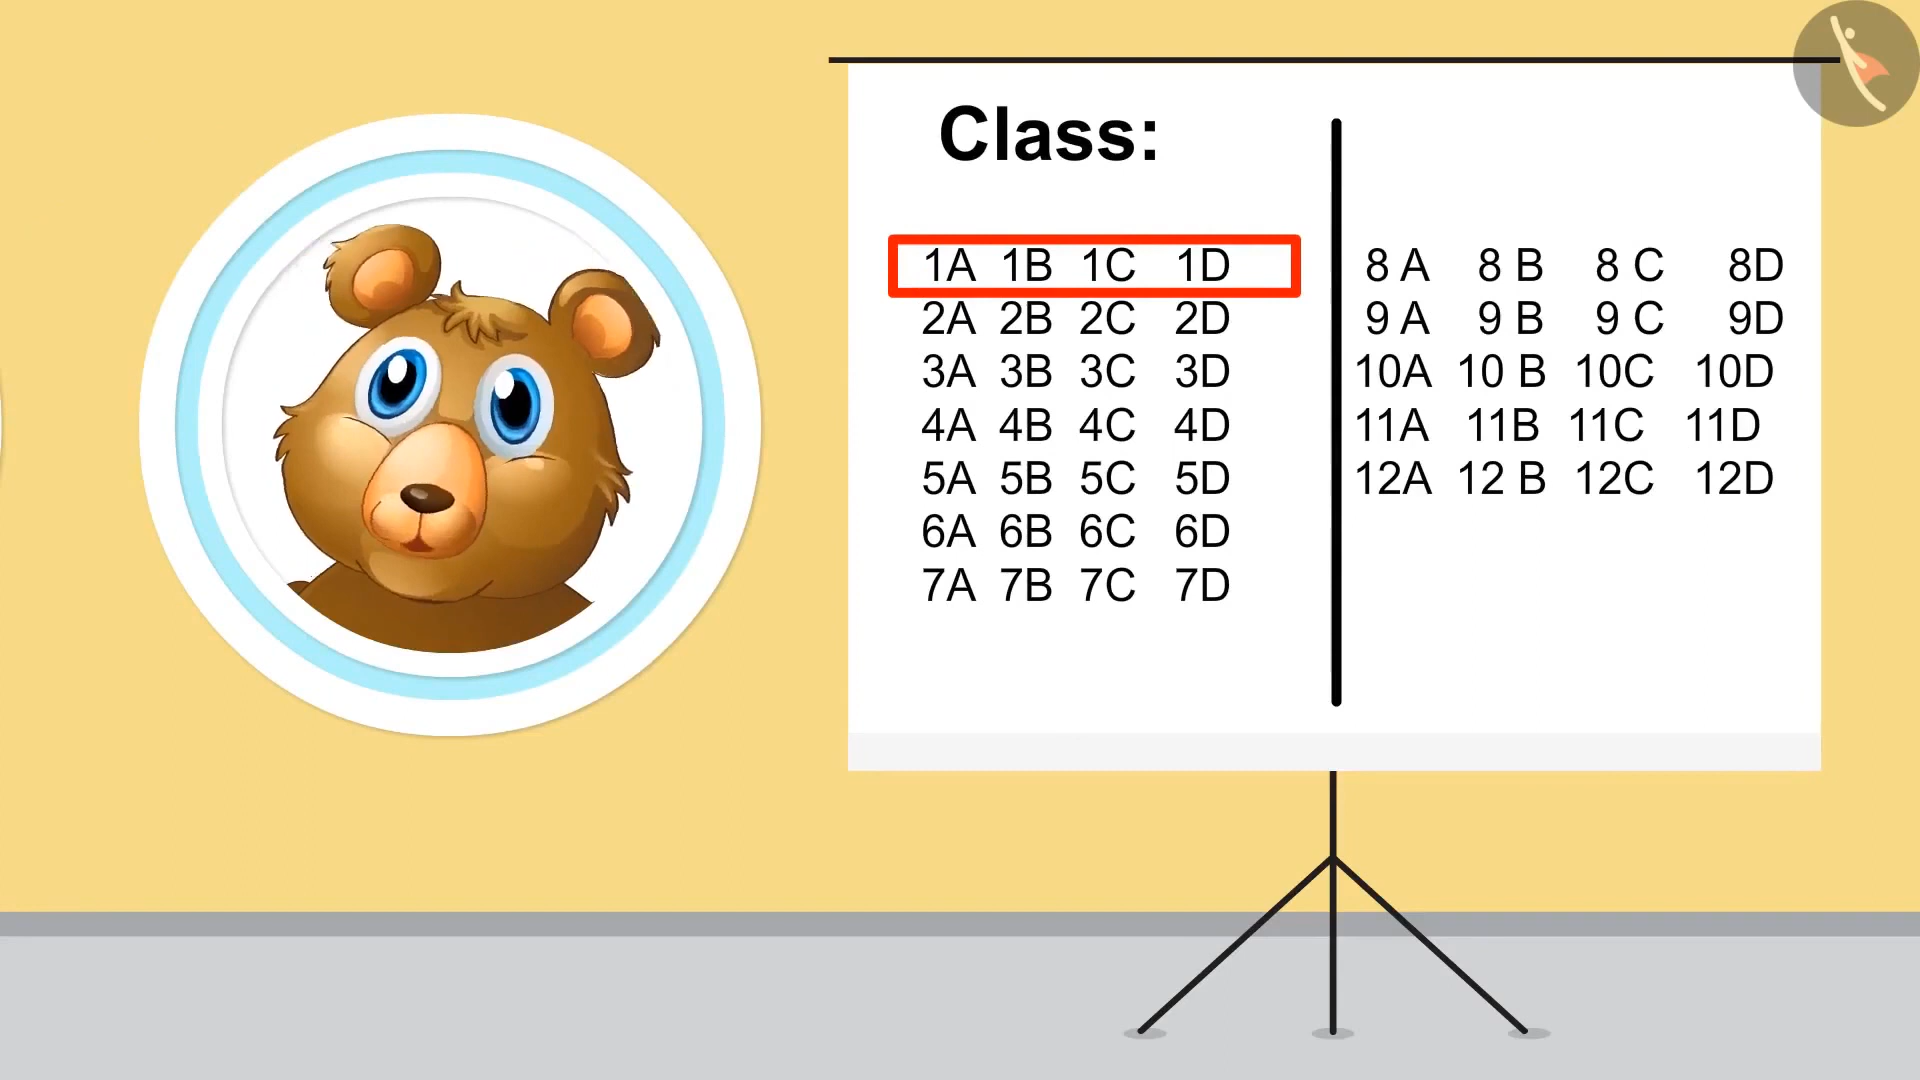 Class:
1A 1B 1C 1D
2A 2B 2C 2D
3A 3B 3C 3D
4A 4B 4C 4D
5A 5B 5C 5D
6A 6B 6C 6D
7A 7B 7C 7D
8 A 8 B 8 C 8D
9 A 9 B 9 C 9D
10A 10 B 10C 10D
11A 11B 11C 11D
12A 12 B 12C 12D